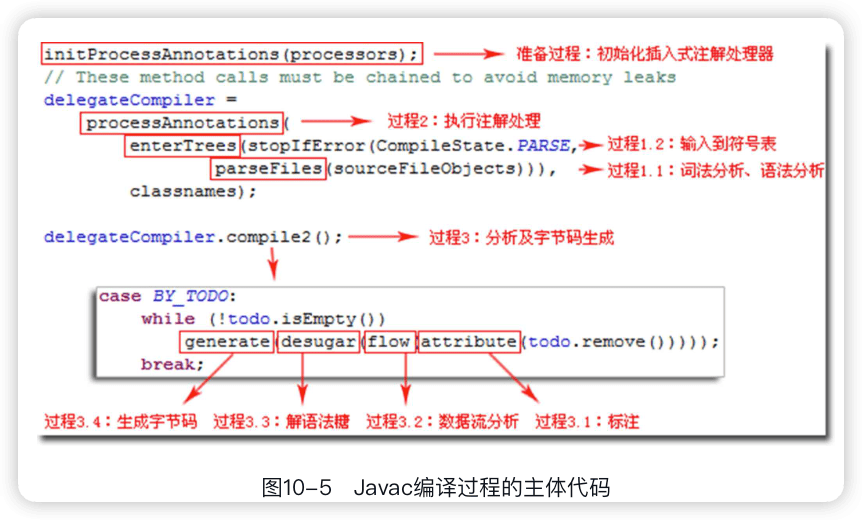 initProcessAnnotations(processors); 准备过程：初始化插入式注解处理器
// These method calls must be chained to avoid memory leaks
delegateCompiler =
processAnnotations( 过程2：执行注解处理
enterTrees(stopIfError(CompileState.PARSE, 过程1.2：输入到符号表
parseFiles(sourceFileObjects))), 过程1.1：词法分析、语法分析
classnames);
delegateCompiler.compile2(); 过程3：分析及字节码生成
case BY_TODO:
while (!todo.isEmpty())
generate(desugar(flow(attribute(todo.remove()))));
break;
过程3.4：生成字节码 过程3.3：解语法糖 过程3.2：数据流分析 过程3.1：标注
图10-5 Javac编译过程的主体代码